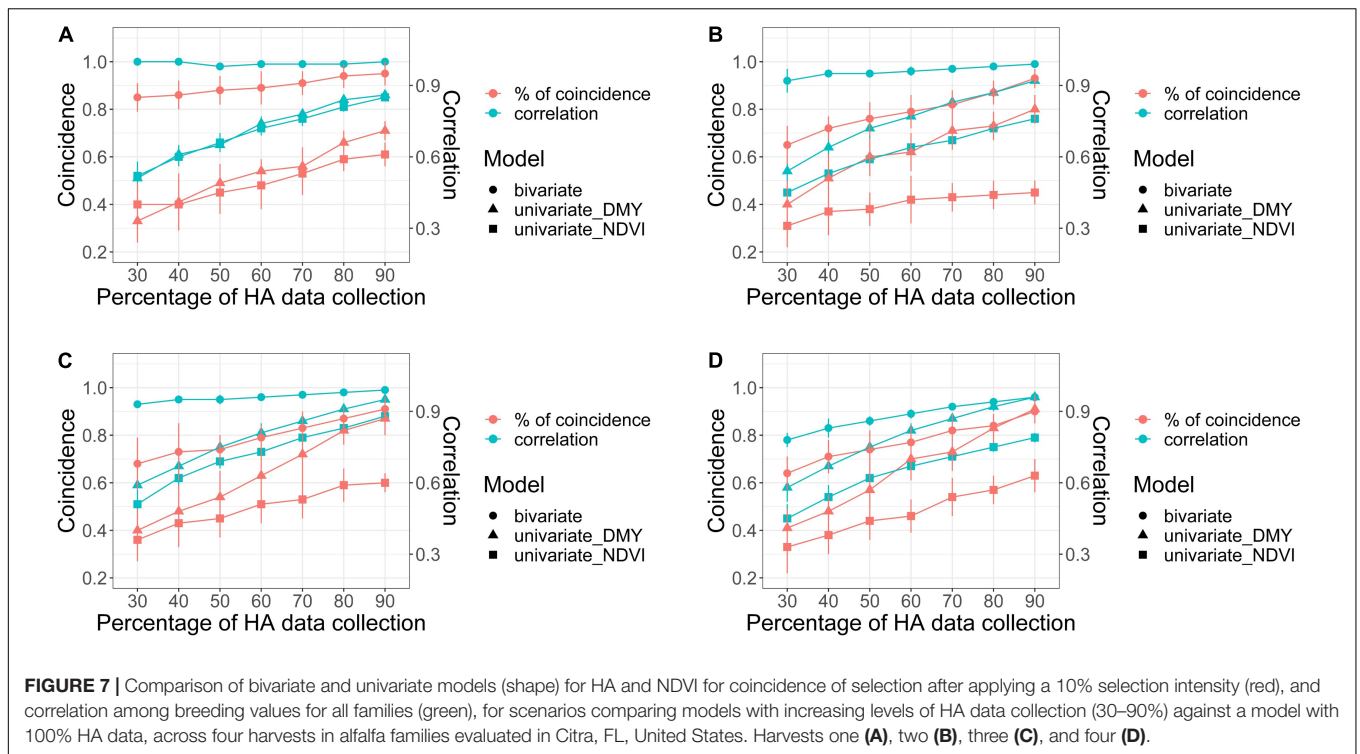 A
1.0
0.8
0.6
0.4
0.2
Coincidence
0.9
0.6
0.3
Correlation
30 40 50 60 70 80 90
Percentage of HA data collection
% of coincidence
correlation
Model
bivariate
univariate_DMY
univariate_NDVI
B
1.0
0.8
0.6
0.4
0.2
Coincidence
0.9
0.6
0.3
Correlation
30 40 50 60 70 80 90
Percentage of HA data collection
% of coincidence
correlation
Model
bivariate
univariate_DMY
univariate_NDVI
C
1.0
0.8
0.6
0.4
0.2
Coincidence
0.9
0.6
0.3
Correlation
30 40 50 60 70 80 90
Percentage of HA data collection
% of coincidence
correlation
Model
bivariate
univariate_DMY
univariate_NDVI
D
1.0
0.8
0.6
0.4
0.2
Coincidence
0.9
0.6
0.3
Correlation
30 40 50 60 70 80 90
Percentage of HA data collection
% of coincidence
correlation
Model
bivariate
univariate_DMY
univariate_NDVI
FIGURE 7 | Comparison of bivariate and univariate models (shape) for HA and NDVI for coincidence of selection after applying a 10% selection intensity (red), and
correlation among breeding values for all families (green), for scenarios comparing models with increasing levels of HA data collection (30–90%) against a model with
100% HA data, across four harvests in alfalfa families evaluated in Citra, FL, United States. Harvests one (A), two (B), three (C), and four (D).